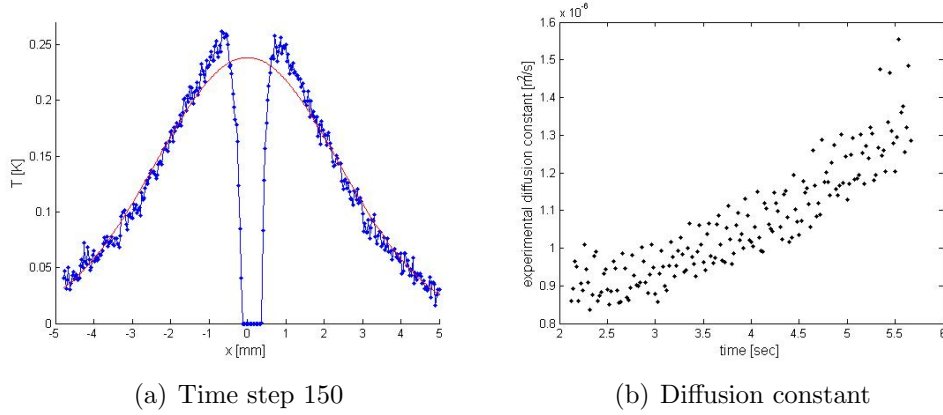 0.25
0.2
0.15
0.1
0.05
0
T [K]
-5 -4 -3 -2 -1 0 1 2 3 4 5
x [mm]
(a) Time step 150
x 10⁻⁶
1.6
1.5
1.4
1.3
1.2
1.1
1
0.9
0.8
experimental diffusion constant [m²/s]
2 2.5 3 3.5 4 4.5 5 5.5 6
time [sec]
(b) Diffusion constant